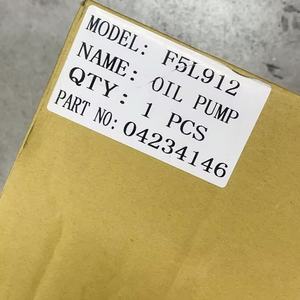 MODEL: F5L912
NAME: OIL PUMP
QTY: 1 PCS
PART NO: 04234146